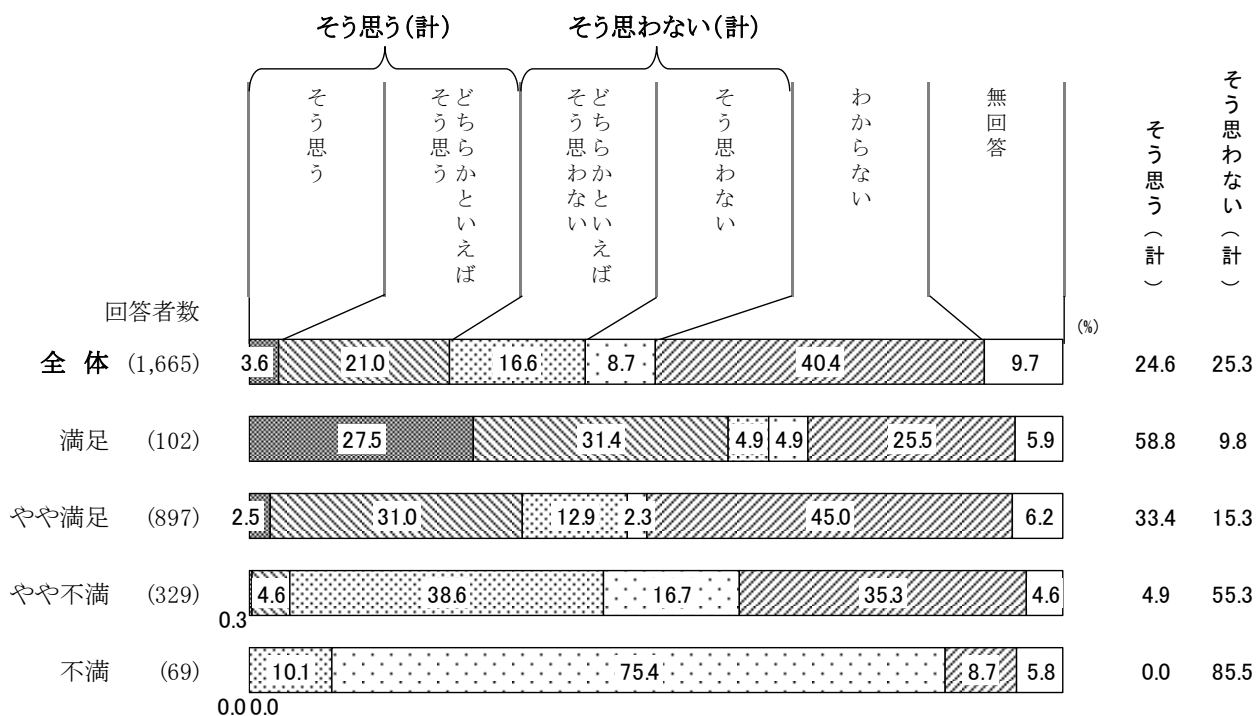 そう思う(計) そう思わない(計)
そう思う
どちらかといえば
そう思う
どちらかといえば
そう思わない
そう思わない
わからない
無回答
そう思う(計)
そう思わない(計)
回答者数
(%)
全体 (1,665) 3.6 21.0 16.6 8.7 40.4 9.7 24.6 25.3
満足 (102) 27.5 31.4 4.9 4.9 25.5 5.9 58.8 9.8
やや満足 (897) 2.5 31.0 12.9 2.3 45.0 6.2 33.4 15.3
やや不満 (329) 4.6 38.6 16.7 35.3 4.6 4.9 55.3
0.3
不満 (69) 10.1 75.4 8.7 5.8 0.0 85.5
0.0 0.0